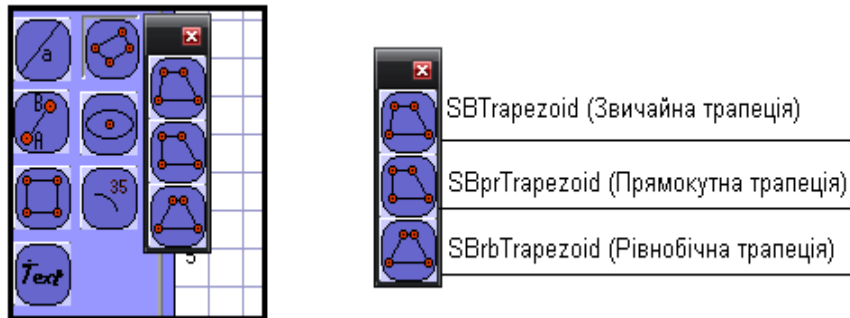 a
B
A
35
Text
5
SBTrapezoid (Звичайна трапеція)
SBprTrapezoid (Прямокутна трапеція)
SBrbTrapezoid (Рівнобічна трапеція)